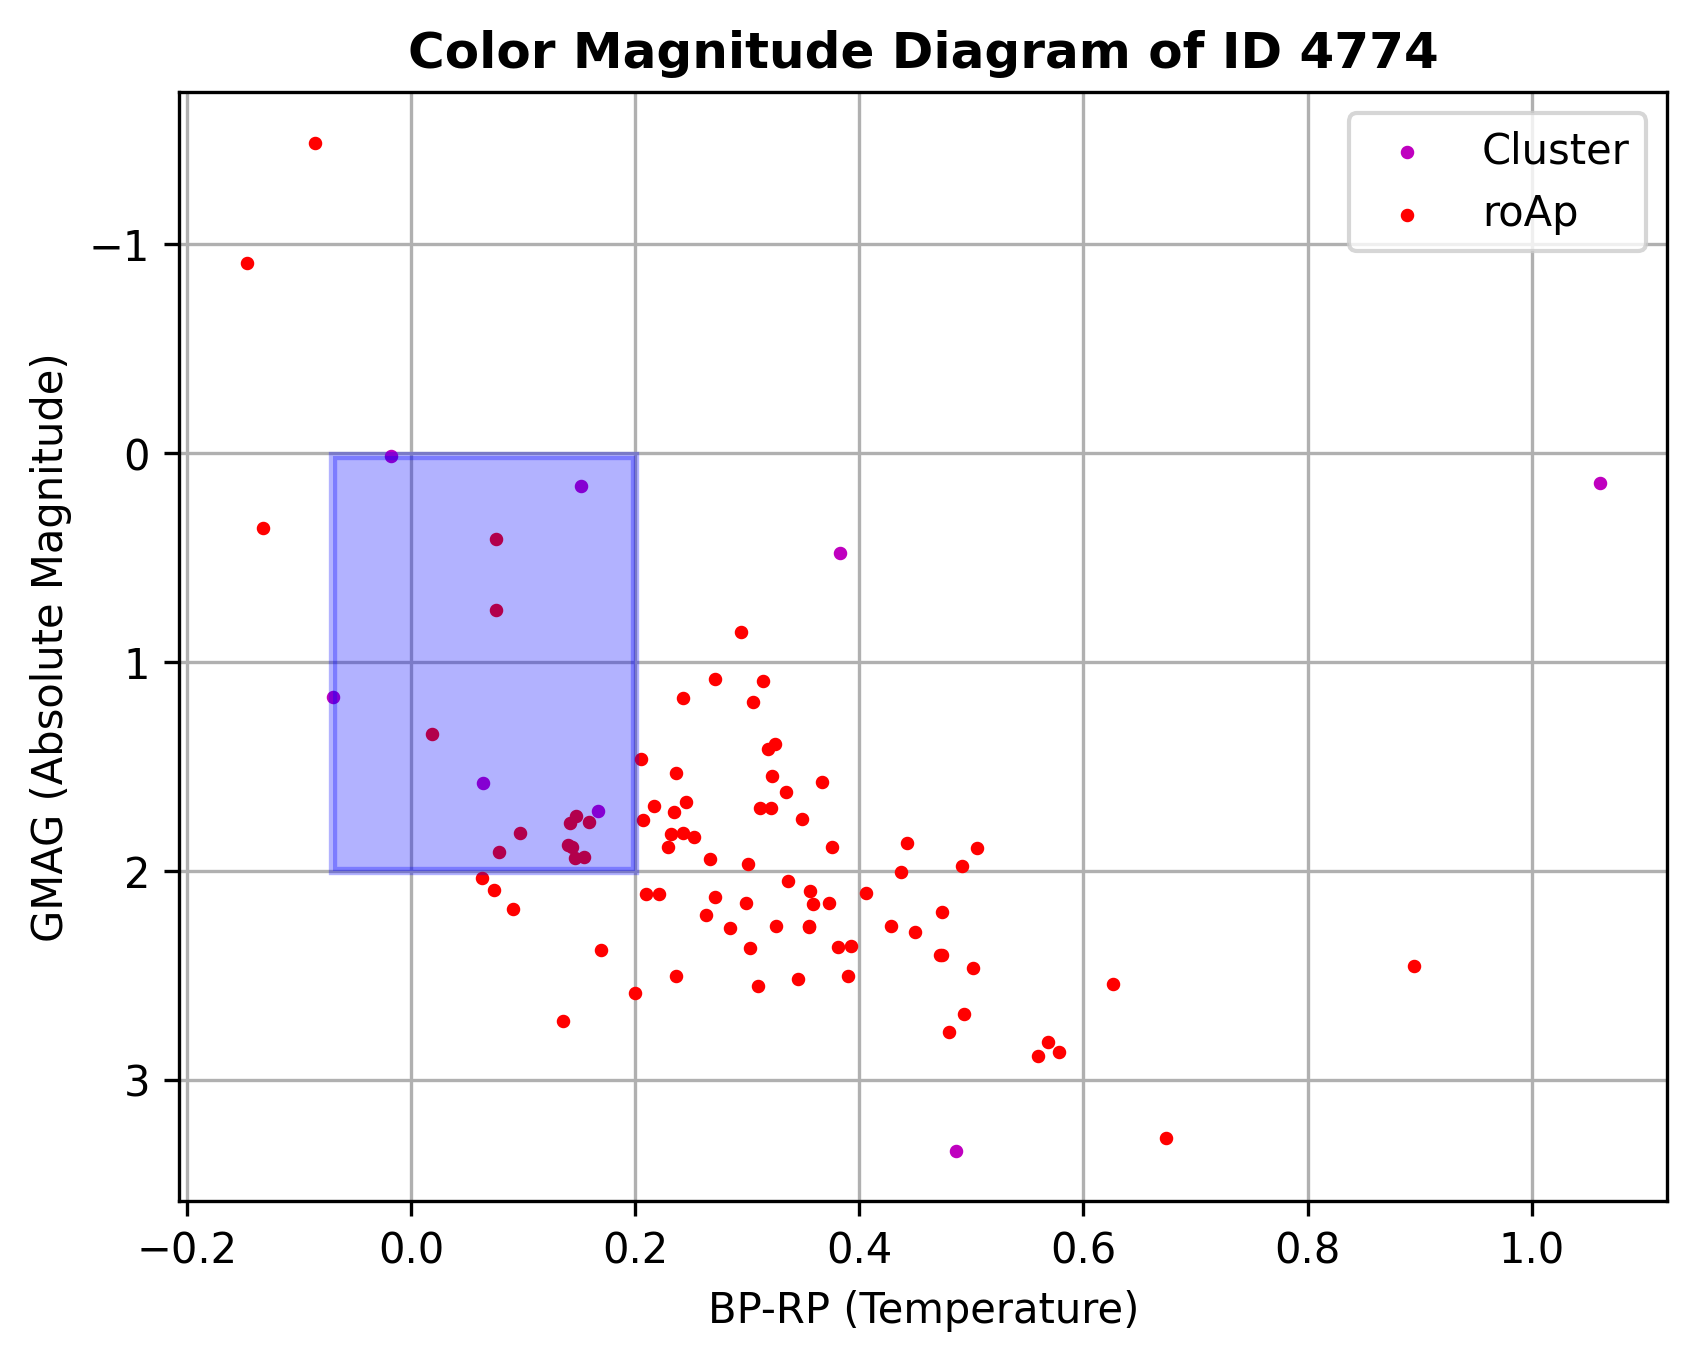 Color Magnitude Diagram of ID 4774
Cluster
roAp
GMAG (Absolute Magnitude)
−1
0
1
2
3
−0.2 0.0 0.2 0.4 0.6 0.8 1.0
BP-RP (Temperature)